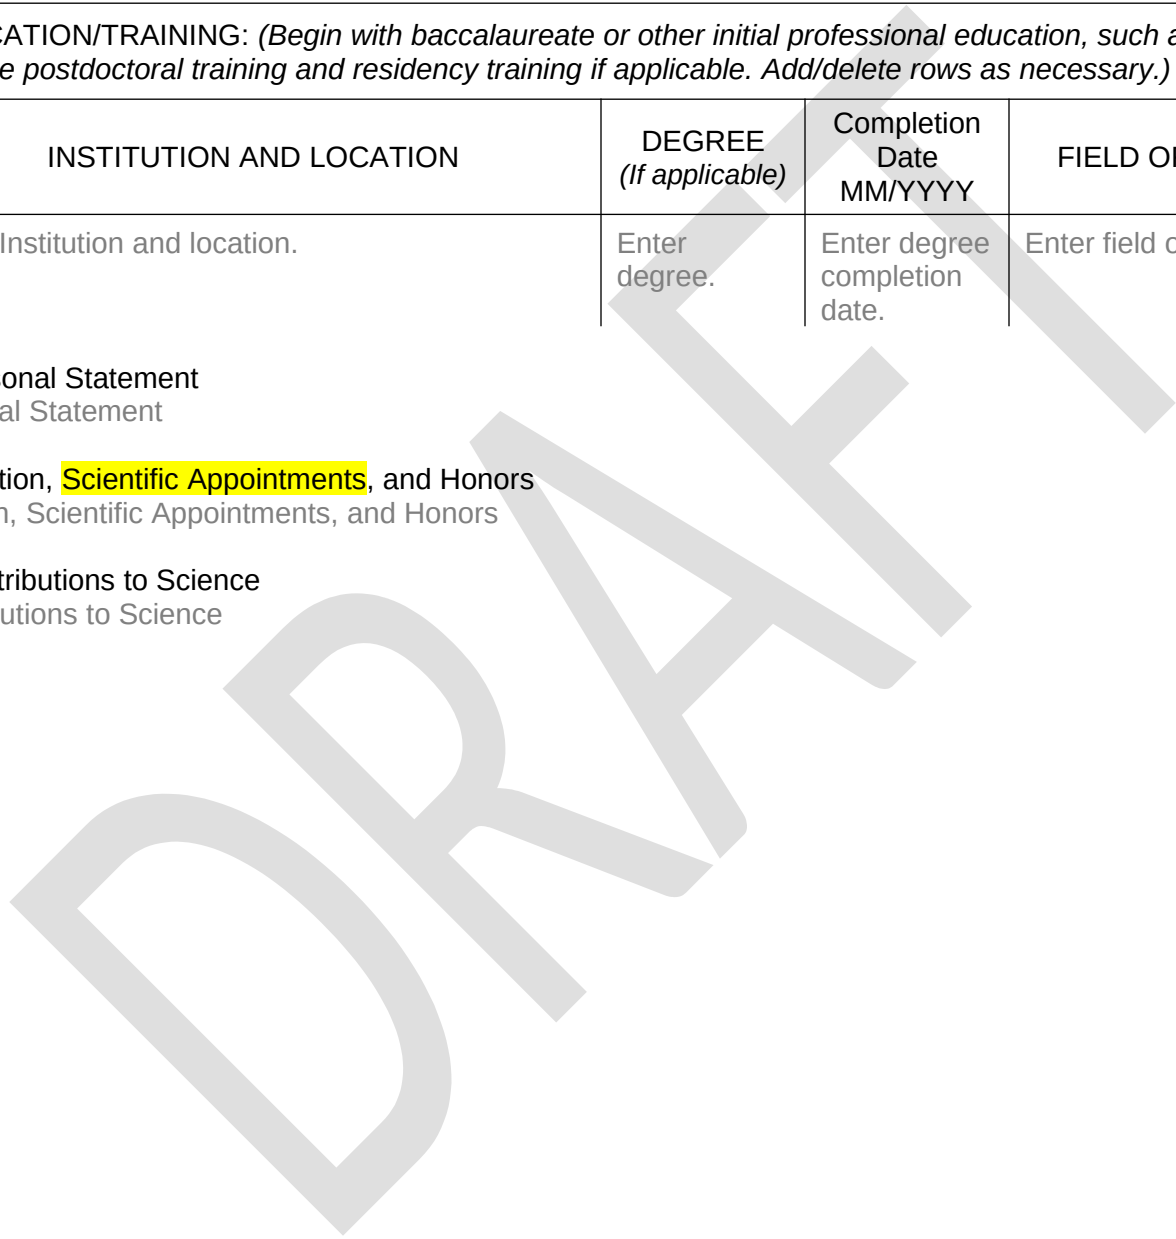 CATION/TRAINING: (Begin with baccalaureate or other initial professional education, such a
e postdoctoral training and residency training if applicable. Add/delete rows as necessary.)
INSTITUTION AND LOCATION
DEGREE
(If applicable)
Completion
Date
MM/YYYY
FIELD O
Institution and location.
Enter
degree.
Enter degree
completion
date.
Enter field o
sonal Statement
al Statement
tion, Scientific Appointments, and Honors
n, Scientific Appointments, and Honors
tributions to Science
utions to Science
DRAFT